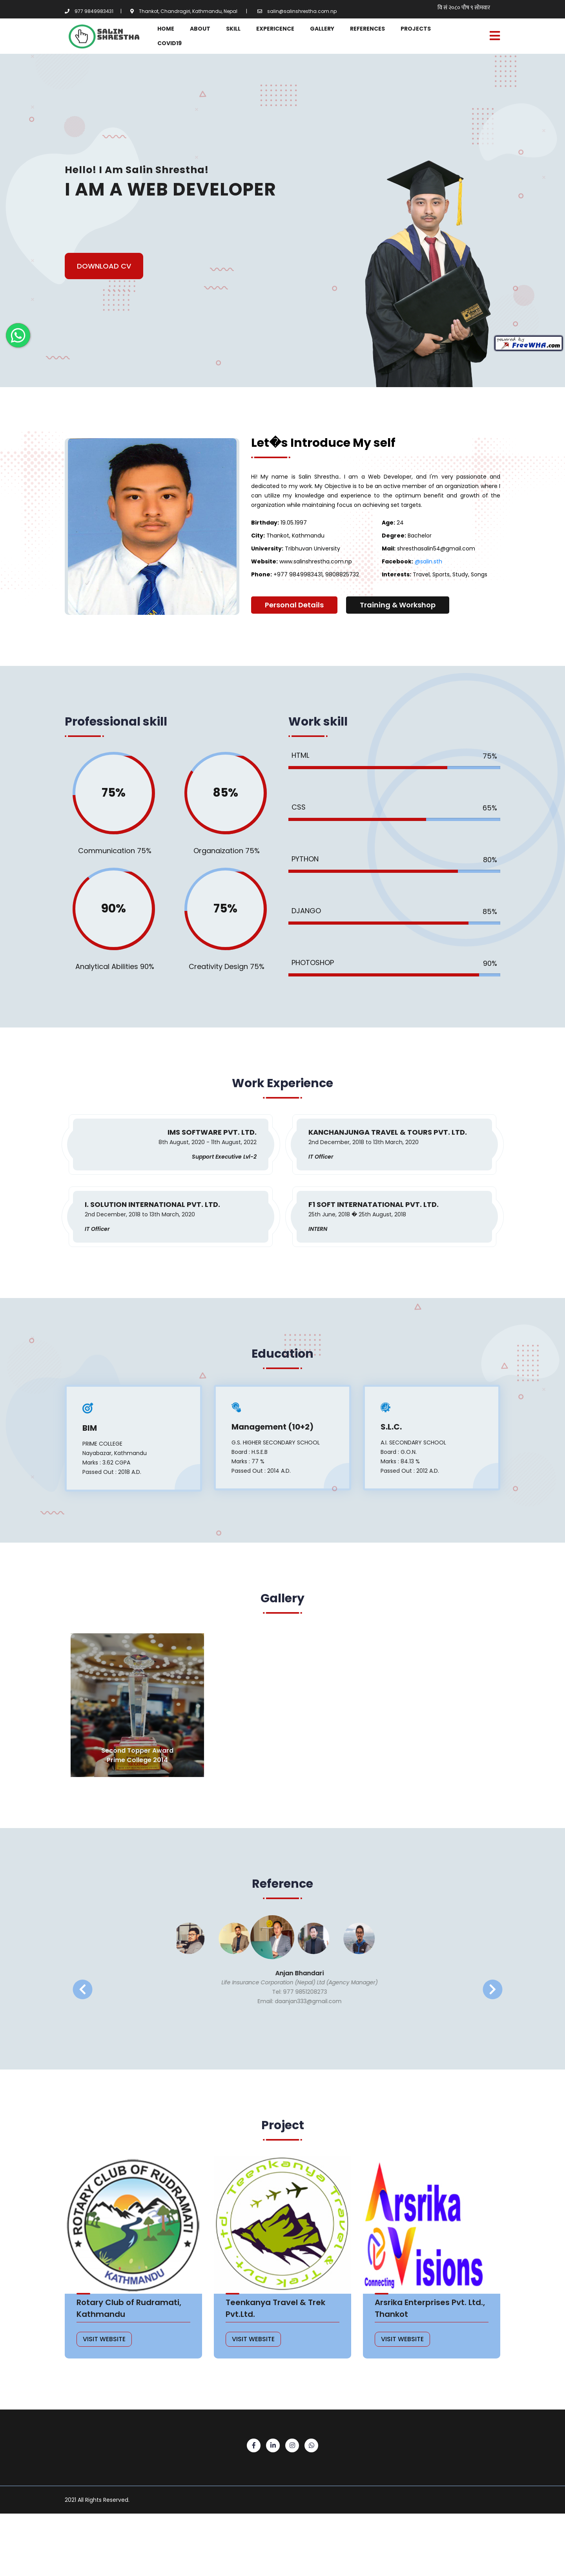 977 9849983431 | Thankot, Chandragiri, Kathmandu, Nepal | salin@salinshrestha.com.np
वि सं २०८० पौष ९ सोमबार
SALIN
SHRESTHA
HOME ABOUT SKILL EXPERICENCE GALLERY REFERENCES PROJECTS
COVID19
Hello! I Am Salin Shrestha!
I AM A WEB DEVELOPER
DOWNLOAD CV
powered by
FreeWHA.com
Let�s Introduce My self
Hi! My name is Salin Shrestha.. I am a Web Developer, and I'm very passionate and
dedicated to my work. My Objective is to be an active member of an organization where I
can utilize my knowledge and experience to the optimum benefit and growth of the
organization while maintaining focus on achieving set targets.
Birthday: 19.05.1997
Age: 24
City: Thankot, Kathmandu
Degree: Bachelor
University: Tribhuvan University
Mail: shresthasalin54@gmail.com
Website: www.salinshrestha.com.np
Facebook: @salin.sth
Phone: +977 9849983431, 9808825732
Interests: Travel, Sports, Study, Songs
Personal Details
Training & Workshop
Professional skill
75%
Communication 75%
85%
Organaization 75%
90%
Analytical Abilities 90%
75%
Creativity Design 75%
Work skill
HTML 75%
CSS 65%
PYTHON 80%
DJANGO 85%
PHOTOSHOP 90%
Work Experience
IMS SOFTWARE PVT. LTD.
8th August, 2020 - 11th August, 2022
Support Executive Lvl-2
KANCHANJUNGA TRAVEL & TOURS PVT. LTD.
2nd December, 2018 to 13th March, 2020
IT Officer
I. SOLUTION INTERNATIONAL PVT. LTD.
2nd December, 2018 to 13th March, 2020
IT Officer
F1 SOFT INTERNATATIONAL PVT. LTD.
25th June, 2018 � 25th August, 2018
INTERN
Education
BIM
PRIME COLLEGE
Nayabazar, Kathmandu
Marks : 3.62 CGPA
Passed Out : 2018 A.D.
Management (10+2)
G.S. HIGHER SECONDARY SCHOOL
Board : H.S.E.B
Marks : 77 %
Passed Out : 2014 A.D.
S.L.C.
A.I. SECONDARY SCHOOL
Board : G.O.N.
Marks : 84.13 %
Passed Out : 2012 A.D.
Gallery
Second Topper Award
Prime College 2014
Reference
Anjan Bhandari
Life Insurance Corporation (Nepal) Ltd (Agency Manager)
Tel: 977 9851208273
Email: daanjan333@gmail.com
Project
ROTARY CLUB OF RUDRAMATI
KATHMANDU
Rotary Club of Rudramati,
Kathmandu
VISIT WEBSITE
Teenkanya Travel & Trek Pvt. Ltd.
Teenkanya Travel & Trek
Pvt.Ltd.
VISIT WEBSITE
Arsrika
eVisions
Connecting
Arsrika Enterprises Pvt. Ltd.,
Thankot
VISIT WEBSITE
2021 All Rights Reserved.